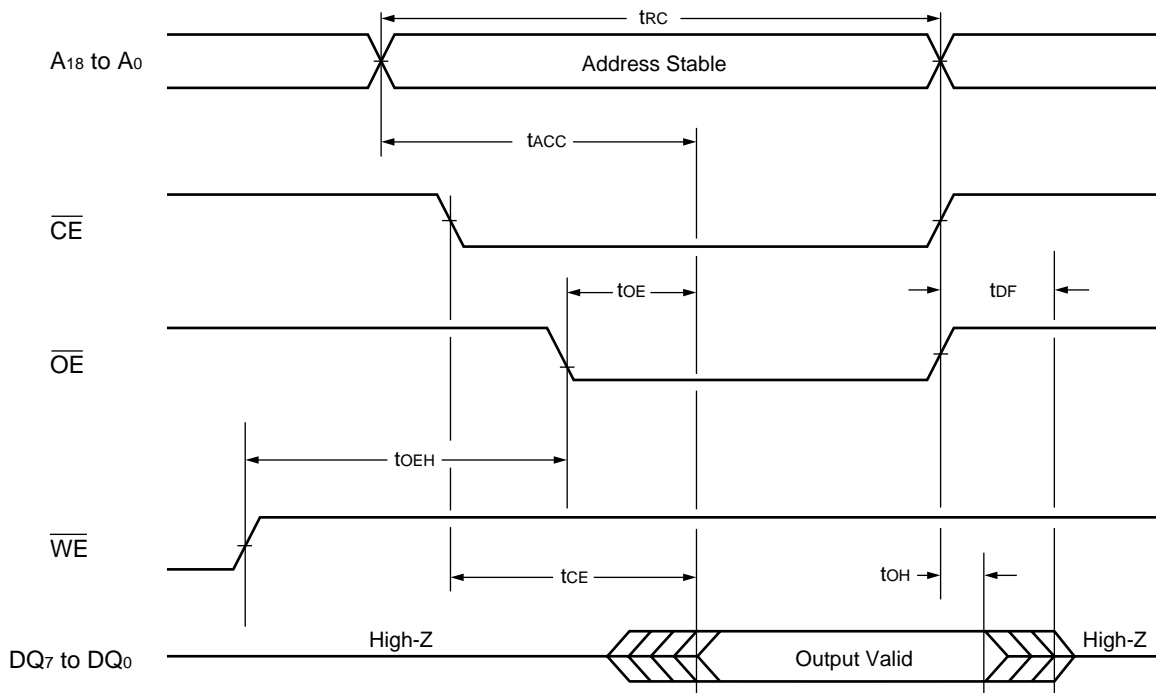 tRC
A18 to A0
Address Stable
tACC
CE
tOE
tDF
OE
tOEH
WE
tCE
tOH
High-Z
High-Z
DQ7 to DQ0
Output Valid